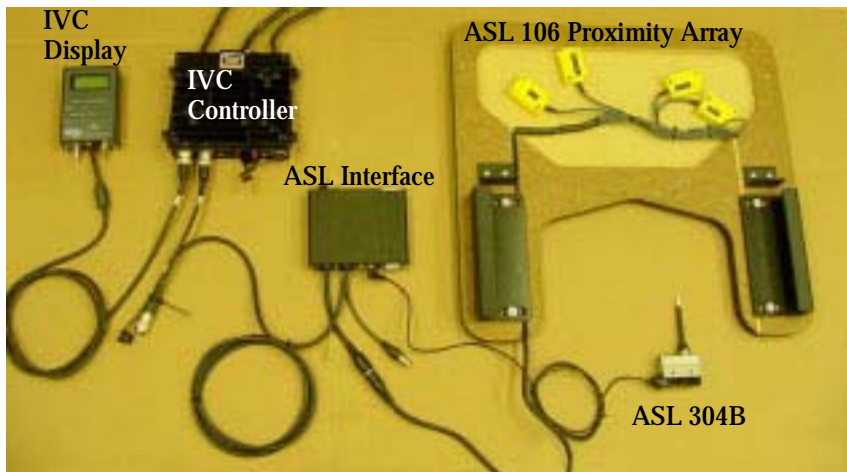 IVC
Display
IVC
Controller
ASL Interface
ASL 106 Proximity Array
ASL 304B